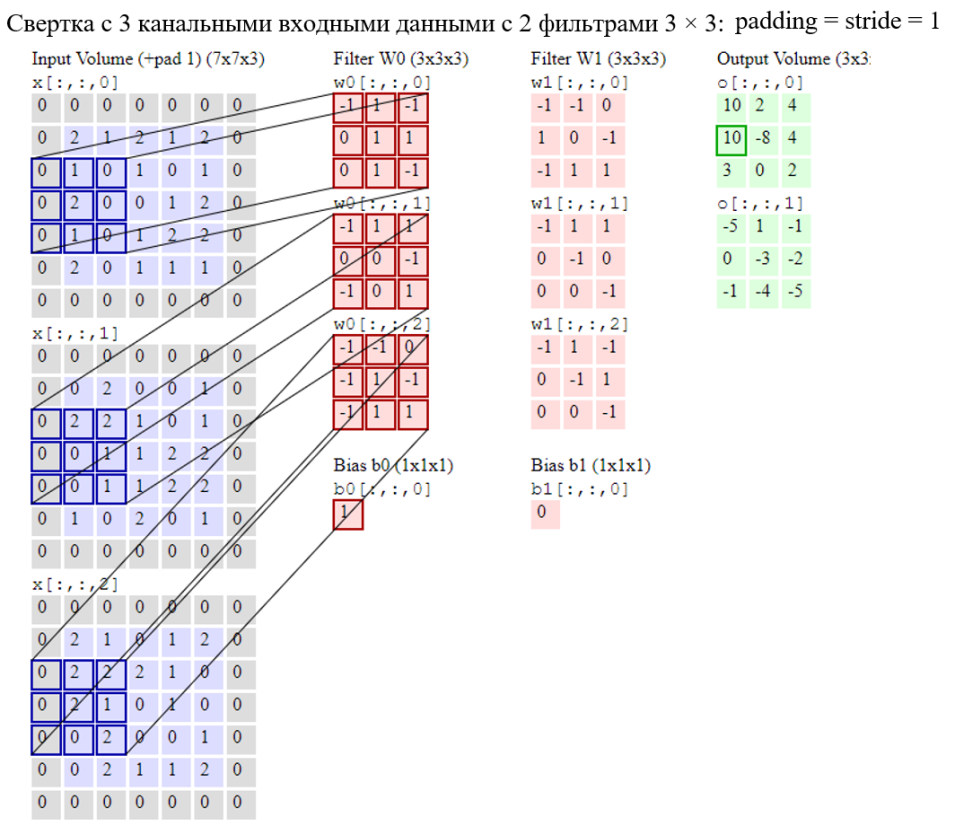 Свертка с 3 канальными входными данными с 2 фильтрами 3 × 3: padding = stride = 1
Input Volume (+pad 1) (7x7x3)
x[:,:,0]
0 0 0 0 0 0 0
0 2 1 2 1 2 0
0 1 0 1 0 1 0
0 2 0 0 1 2 0
0 1 0 1 2 2 0
0 2 0 1 1 1 0
0 0 0 0 0 0 0
x[:,:,1]
0 0 0 0 0 0 0
0 0 2 0 0 1 0
0 2 2 1 0 1 0
0 0 1 1 2 2 0
0 0 1 1 2 2 0
0 1 0 2 0 1 0
0 0 0 0 0 0 0
x[:,:,2]
0 0 0 0 0 0 0
0 2 1 0 1 2 0
0 2 2 2 1 0 0
0 2 1 0 1 0 0
0 0 2 0 0 1 0
0 0 2 1 1 2 0
0 0 0 0 0 0 0
Filter W0 (3x3x3)
w0[:,:,0]
-1 1 -1
0 1 1
0 1 -1
w0[:,:,1]
-1 1 1
0 0 -1
-1 0 1
w0[:,:,2]
-1 -1 0
-1 1 -1
-1 1 1
Bias b0 (1x1x1)
b0[:,:,0]
1
Filter W1 (3x3x3)
w1[:,:,0]
-1 -1 0
1 0 -1
-1 1 1
w1[:,:,1]
-1 1 1
0 -1 0
0 0 -1
w1[:,:,2]
-1 1 -1
0 -1 1
0 0 -1
Bias b1 (1x1x1)
b1[:,:,0]
0
Output Volume (3x3:
o[:,:,0]
10 2 4
10 -8 4
3 0 2
o[:,:,1]
-5 1 -1
0 -3 -2
-1 -4 -5